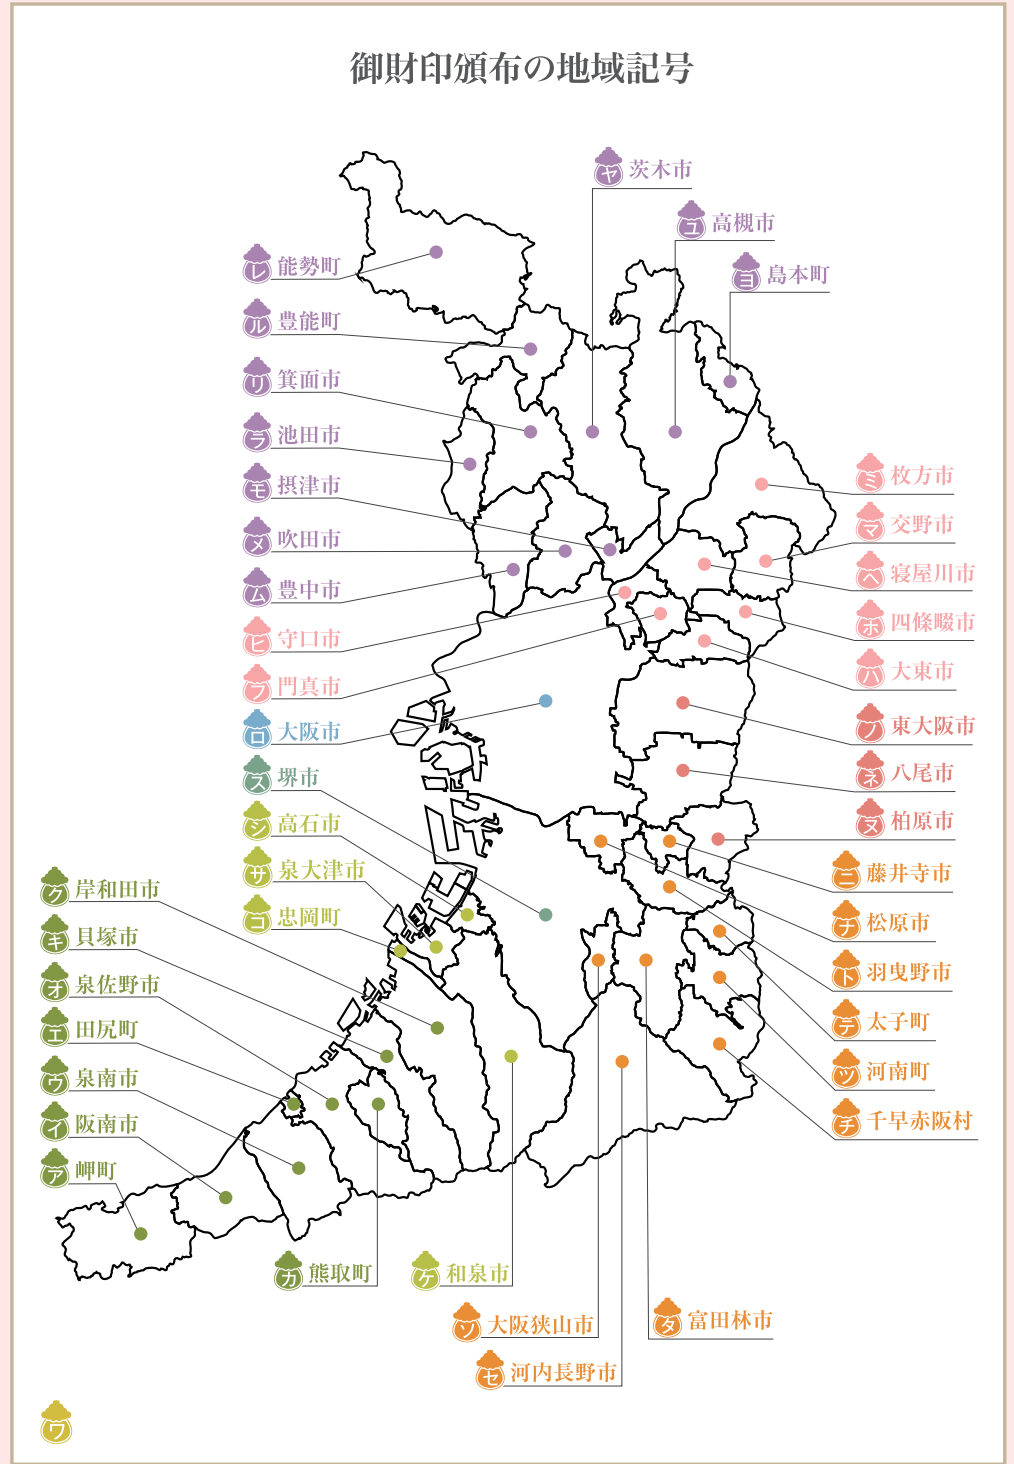 御財印頒布の地域記号
ヤ 茨木市
ユ 高槻市
ヨ 島本町
レ 能勢町
ル 豊能町
リ 箕面市
ラ 池田市
モ 摂津市
メ 吹田市
ム 豊中市
ヒ 守口市
フ 門真市
ロ 大阪市
ス 堺市
シ 高石市
サ 泉大津市
コ 忠岡町
ミ 枚方市
マ 交野市
ヘ 寝屋川市
ホ 四條畷市
ハ 大東市
ノ 東大阪市
ネ 八尾市
ヌ 柏原市
ニ 藤井寺市
ナ 松原市
ト 羽曳野市
テ 太子町
ツ 河南町
チ 千早赤阪村
ク 岸和田市
キ 貝塚市
オ 泉佐野市
エ 田尻町
ウ 泉南市
イ 阪南市
ア 岬町
カ 熊取町
ケ 和泉市
ソ 大阪狭山市
タ 富田林市
セ 河内長野市
ワ